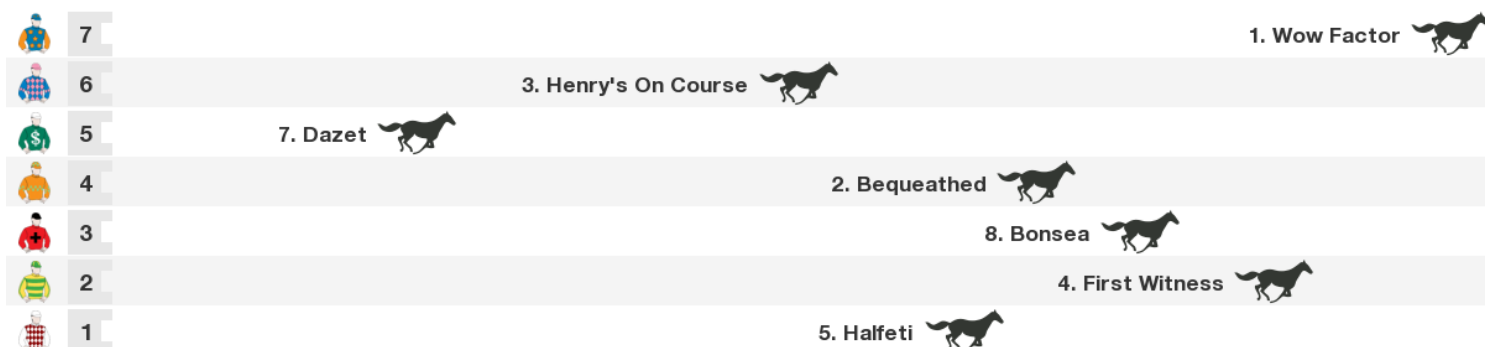 7 1. Wow Factor
6 3. Henry's On Course
$ 5 7. Dazet
4 2. Bequeathed
3 8. Bonsea
2 4. First Witness
1 5. Halfeti